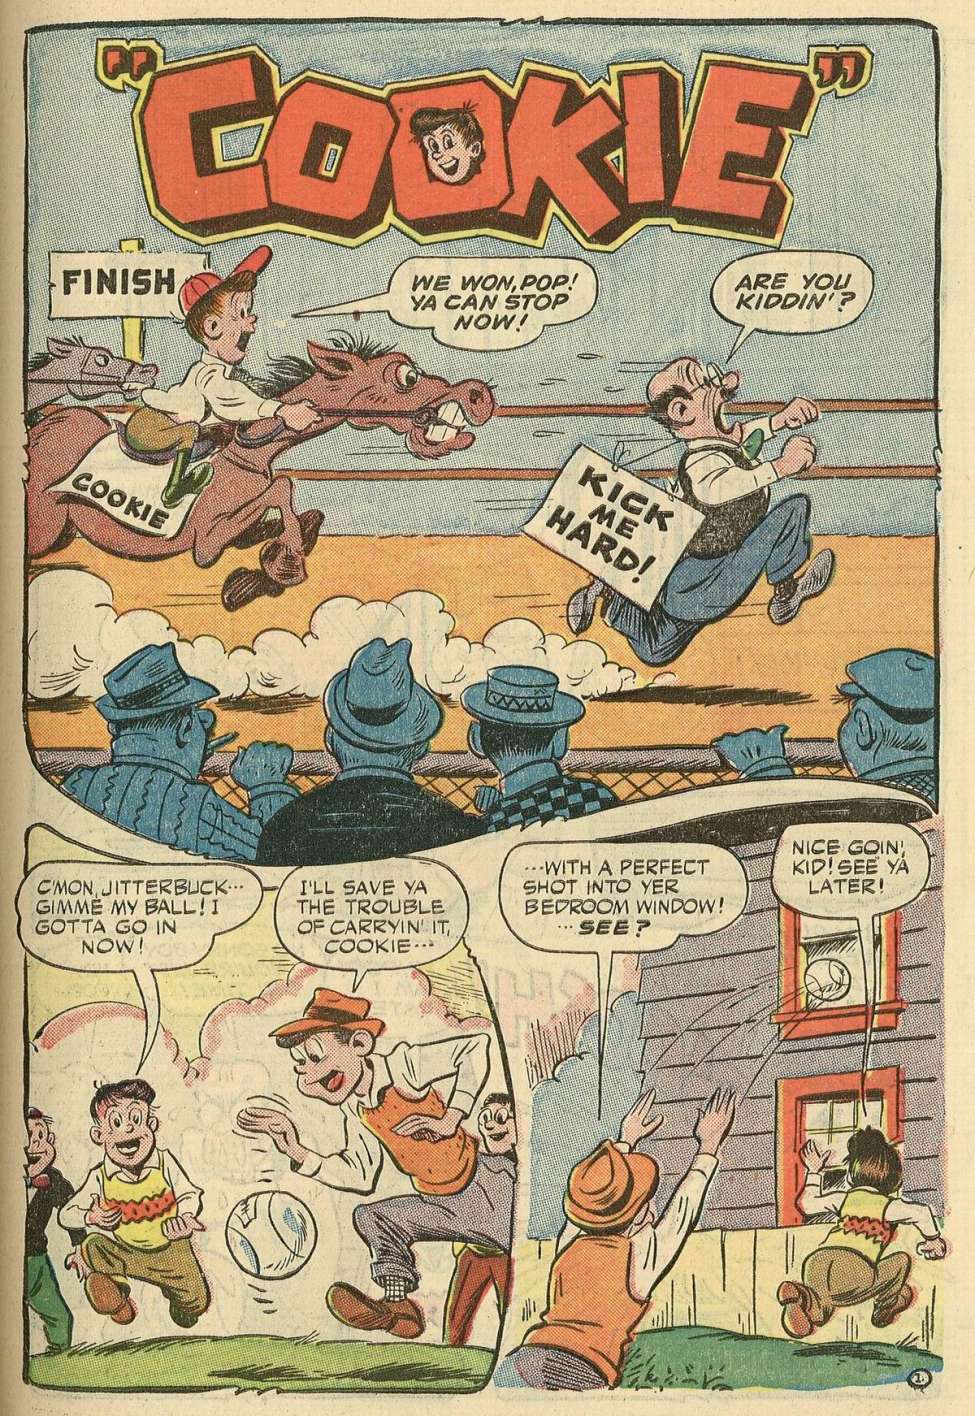 "COOKIE"
FINISH
WE WON, POP!
YA CAN STOP
NOW!
ARE YOU
KIDDIN'?
COOKIE
KICK
ME
HARD!
C'MON, JITTERBUCK...
GIMME MY BALL! I
GOTTA GO IN
NOW!
I'LL SAVE YA
THE TROUBLE
OF CARRYIN' IT,
COOKIE...
...WITH A PERFECT
SHOT INTO YER
BEDROOM WINDOW!
... SEE?
NICE GOIN',
KID! SEE YA
LATER!
1.